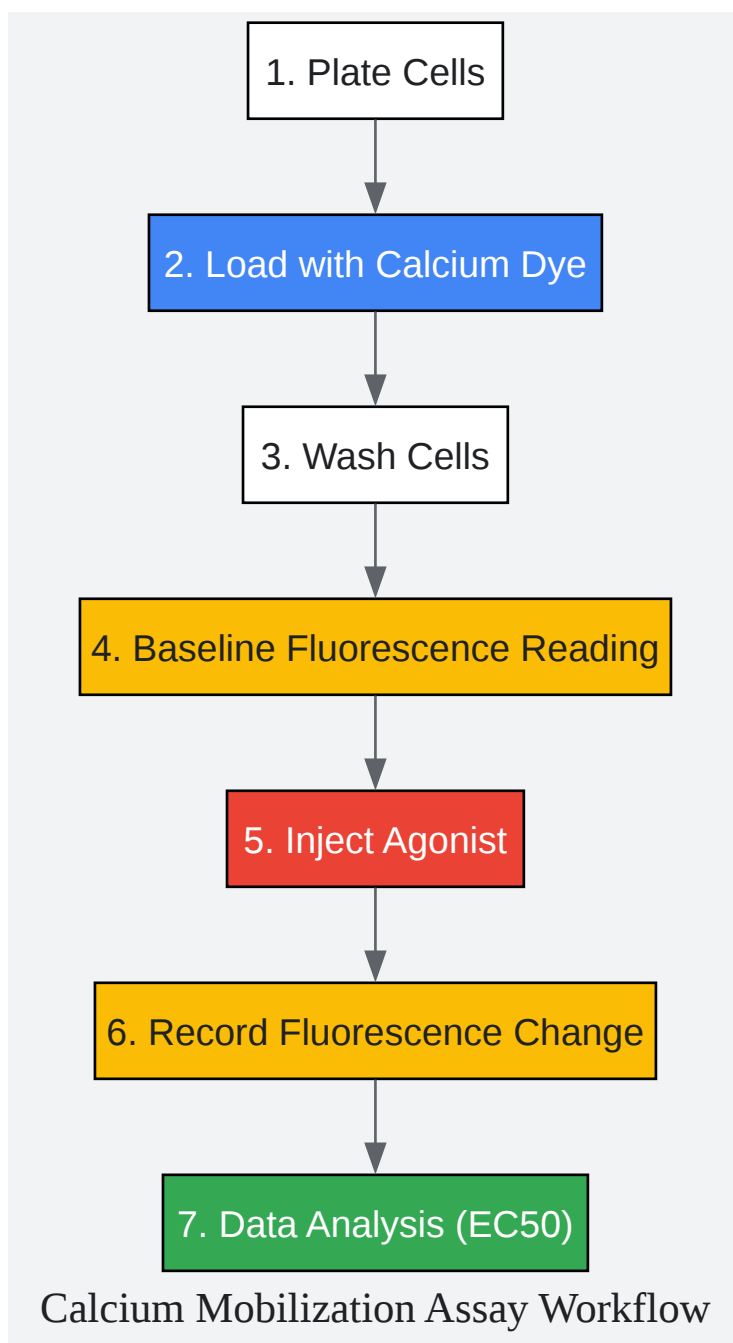 1. Plate Cells
2. Load with Calcium Dye
3. Wash Cells
4. Baseline Fluorescence Reading
5. Inject Agonist
6. Record Fluorescence Change
7. Data Analysis (EC50)
Calcium Mobilization Assay Workflow